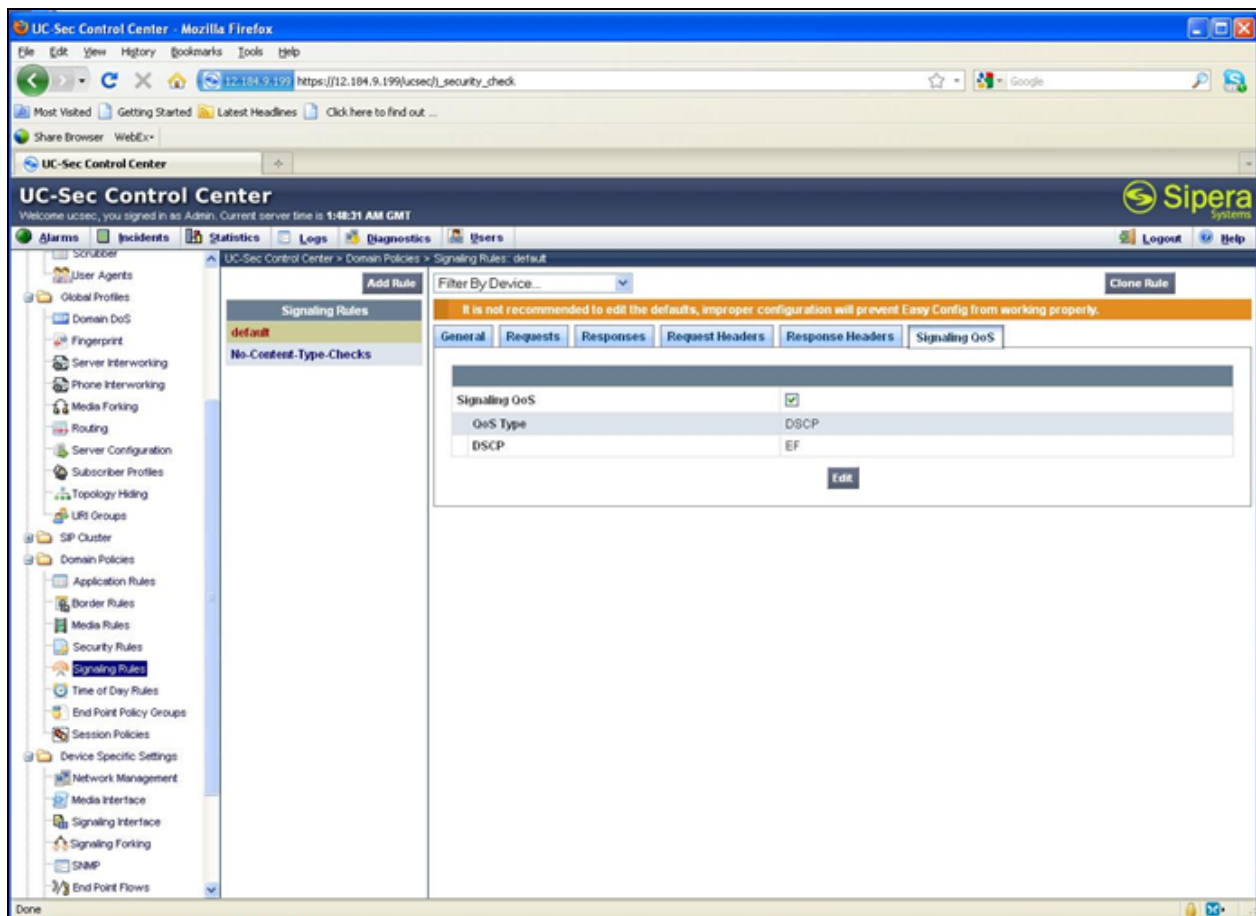 UC-Sec Control Center - Mozilla Firefox
File Edit View History Bookmarks Tools Help
12.184.9.199 https://12.184.9.199/ucsec/j_security_check
Google
Most Visited Getting Started Latest Headlines Click here to find out ...
Share Browser WebEx
UC-Sec Control Center
UC-Sec Control Center
Sipera
Systems
Welcome ucsec, you signed in as Admin. Current server time is 1:48:31 AM GMT
Alarms Incidents Statistics Logs Diagnostics Users Logout Help
Scrubber
User Agents
Global Profiles
Domain DoS
Fingerprint
Server Interworking
Phone Interworking
Media Forking
Routing
Server Configuration
Subscriber Profiles
Topology Hiding
URI Groups
SIP Cluster
Domain Policies
Application Rules
Border Rules
Media Rules
Security Rules
Signaling Rules
Time of Day Rules
End Point Policy Groups
Session Policies
Device Specific Settings
Network Management
Media Interface
Signaling Interface
Signaling Forking
SNMP
End Point Flows
UC-Sec Control Center > Domain Policies > Signaling Rules: default
Add Rule
Signaling Rules
default
No-Content-Type-Checks
Filter By Device...
Clone Rule
It is not recommended to edit the defaults, improper configuration will prevent Easy Config from working properly.
General Requests Responses Request Headers Response Headers Signaling QoS
Signaling QoS
QoS Type DSCP
DSCP EF
Edit
Done